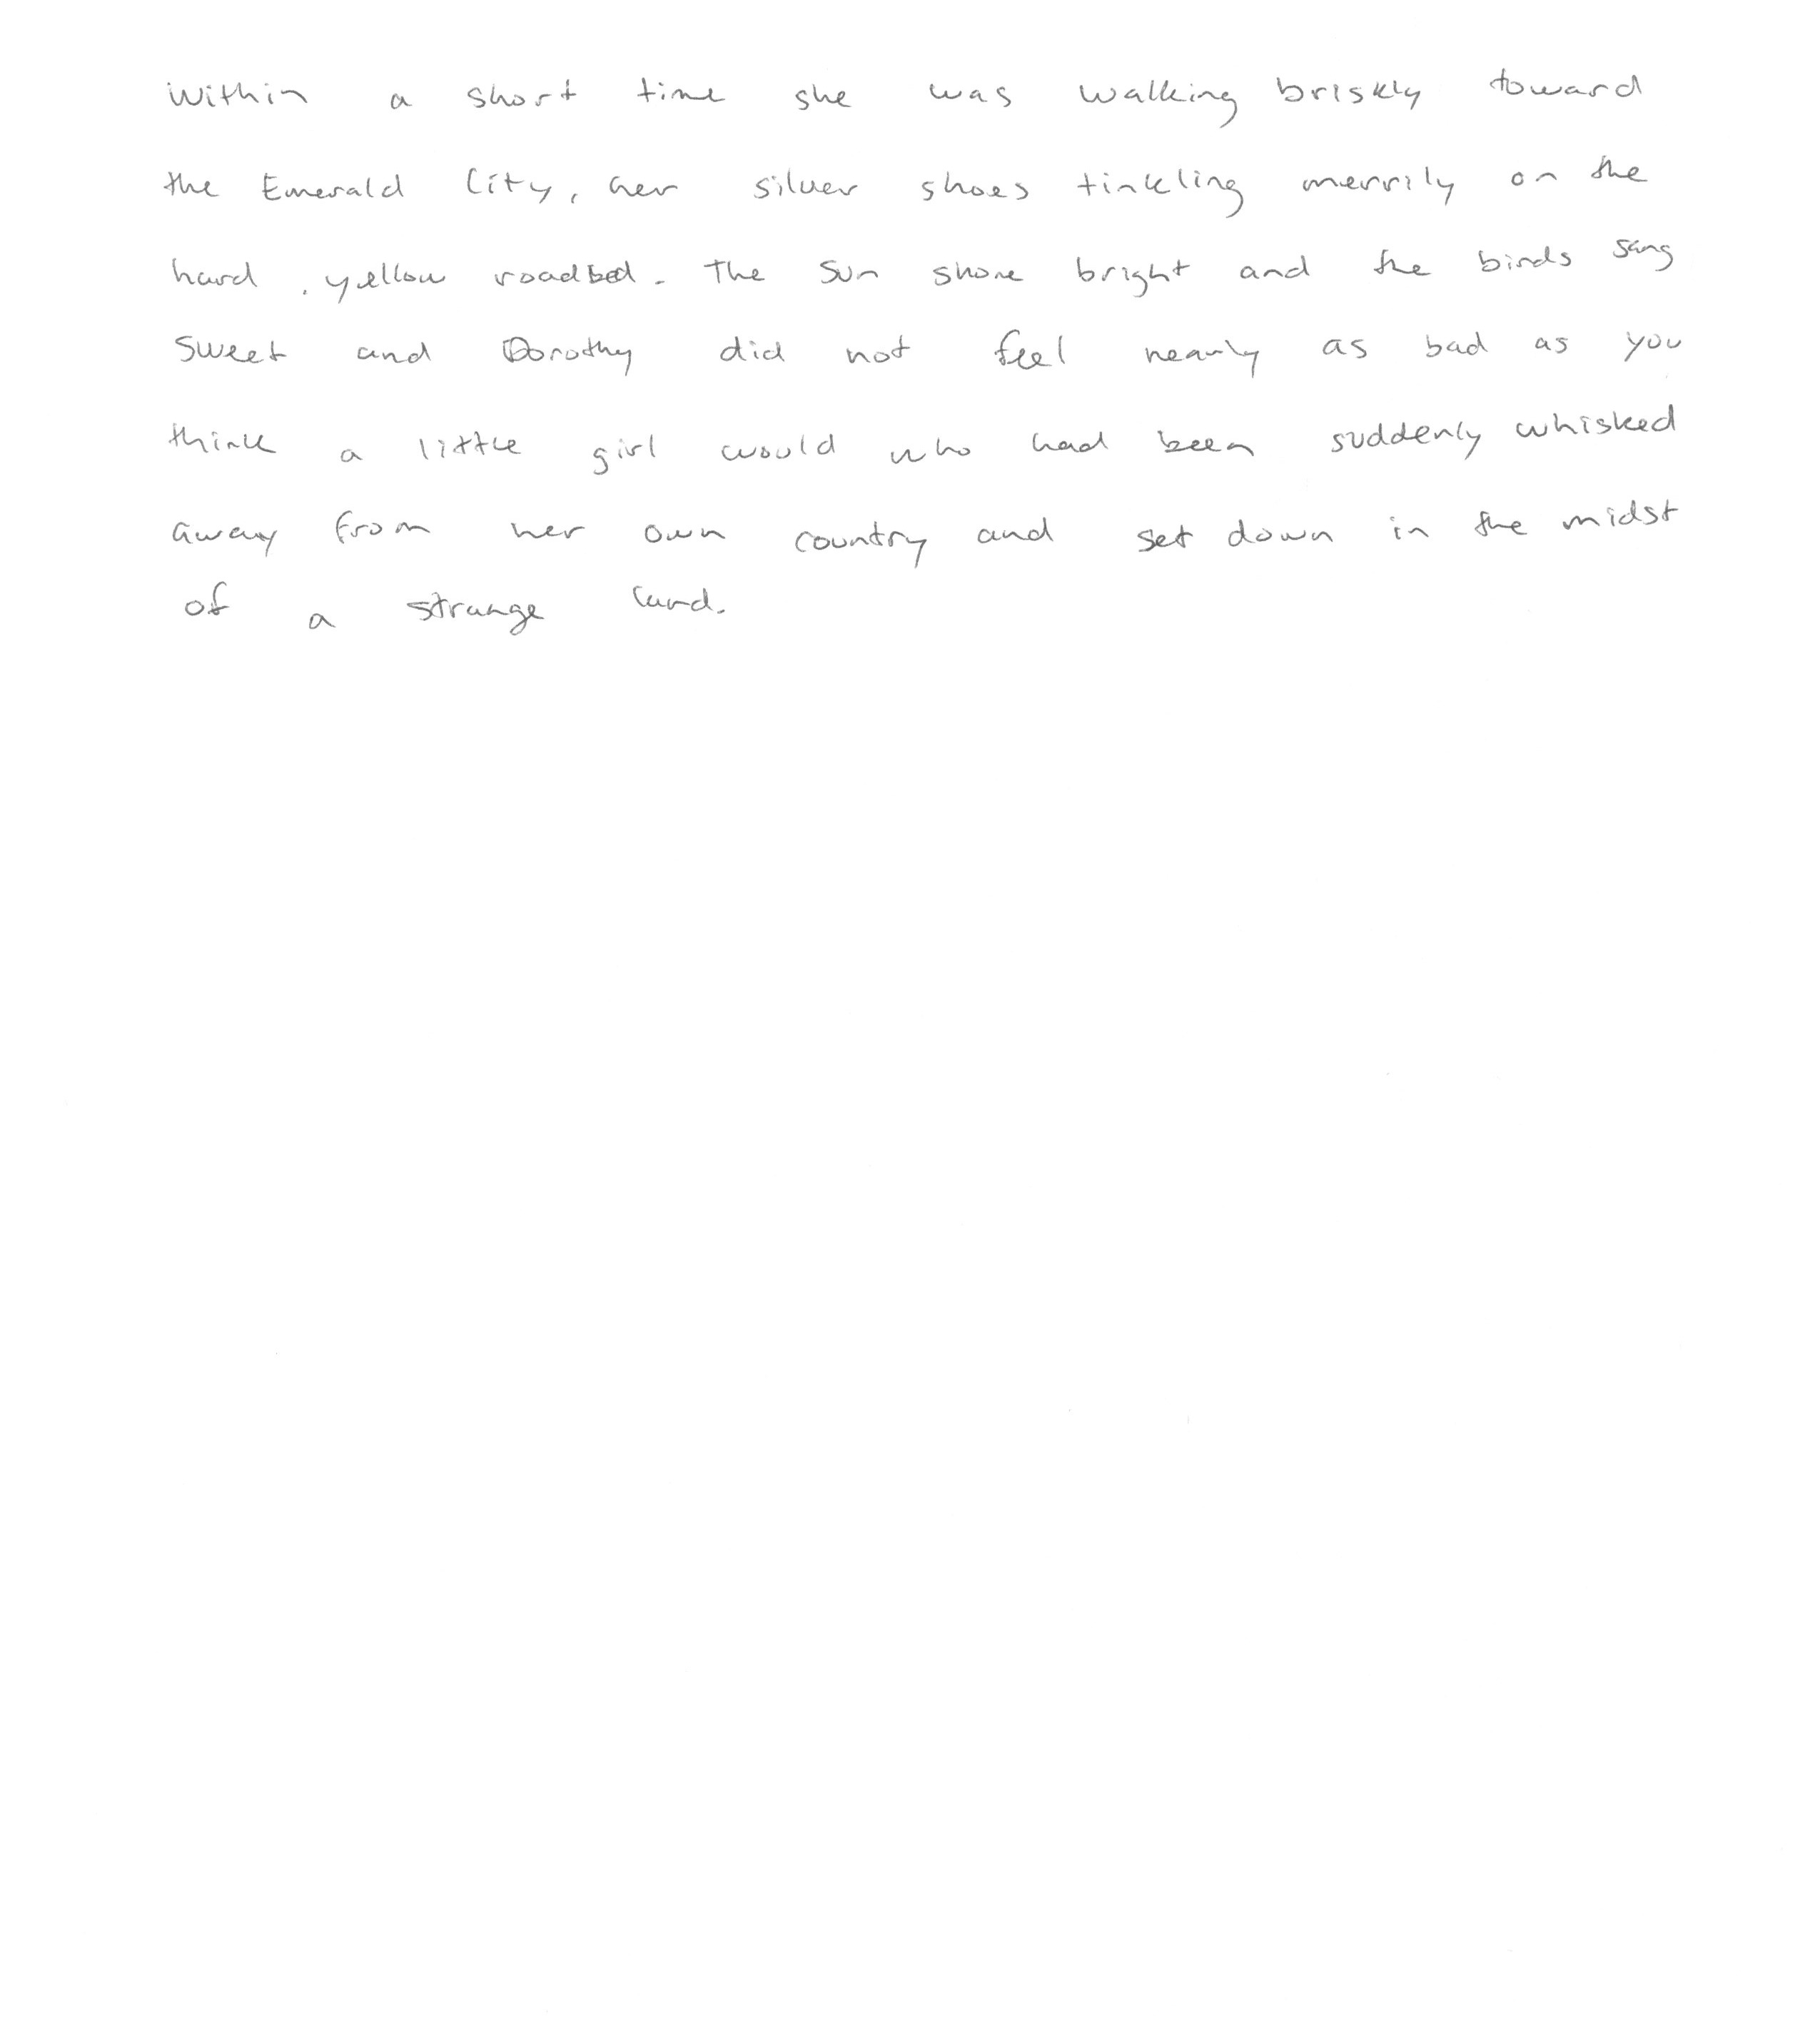 Within a short time she was walking briskly toward
the Emerald City, her silver shoes tinkling merrily on the
hard, yellow roadbed. The sun shone bright and the birds sang
sweet and Dorothy did not feel nearly as bad as you
think a little girl would who had been suddenly whisked
away from her own country and set down in the midst
of a strange land.